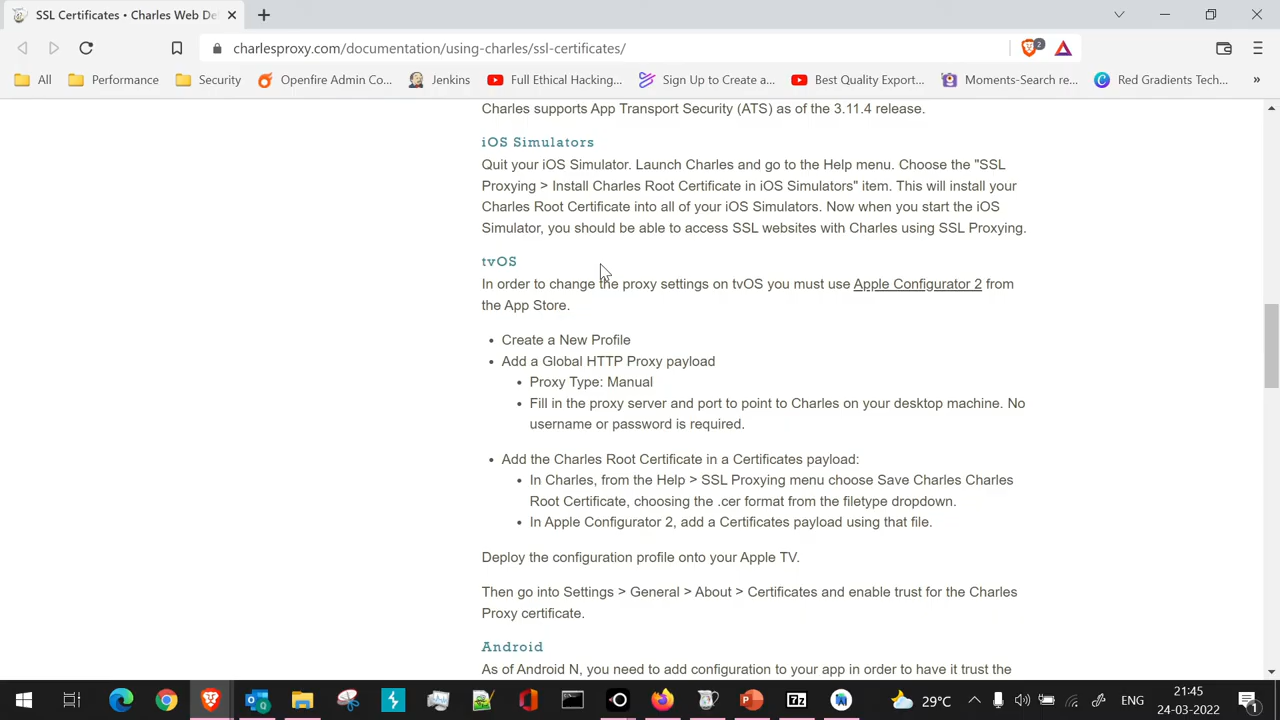 SSL Certificates • Charles Web De
charlesproxy.com/documentation/using-charles/ssl-certificates/
2
All
Performance
Security
Openfire Admin Co...
Jenkins
Full Ethical Hacking...
Sign Up to Create a...
Best Quality Export...
Moments-Search re...
Red Gradients Tech...
»
Charles supports App Transport Security (ATS) as of the 3.11.4 release.
iOS Simulators
Quit your iOS Simulator. Launch Charles and go to the Help menu. Choose the "SSL
Proxying > Install Charles Root Certificate in iOS Simulators" item. This will install your
Charles Root Certificate into all of your iOS Simulators. Now when you start the iOS
Simulator, you should be able to access SSL websites with Charles using SSL Proxying.
tvOS
In order to change the proxy settings on tvOS you must use Apple Configurator 2 from
the App Store.
• Create a New Profile
• Add a Global HTTP Proxy payload
• Proxy Type: Manual
• Fill in the proxy server and port to point to Charles on your desktop machine. No
username or password is required.
• Add the Charles Root Certificate in a Certificates payload:
• In Charles, from the Help > SSL Proxying menu choose Save Charles Charles
Root Certificate, choosing the .cer format from the filetype dropdown.
• In Apple Configurator 2, add a Certificates payload using that file.
Deploy the configuration profile onto your Apple TV.
Then go into Settings > General > About > Certificates and enable trust for the Charles
Proxy certificate.
Android
As of Android N, you need to add configuration to your app in order to have it trust the
7z
29°C
ENG
21:45
24-03-2022
1